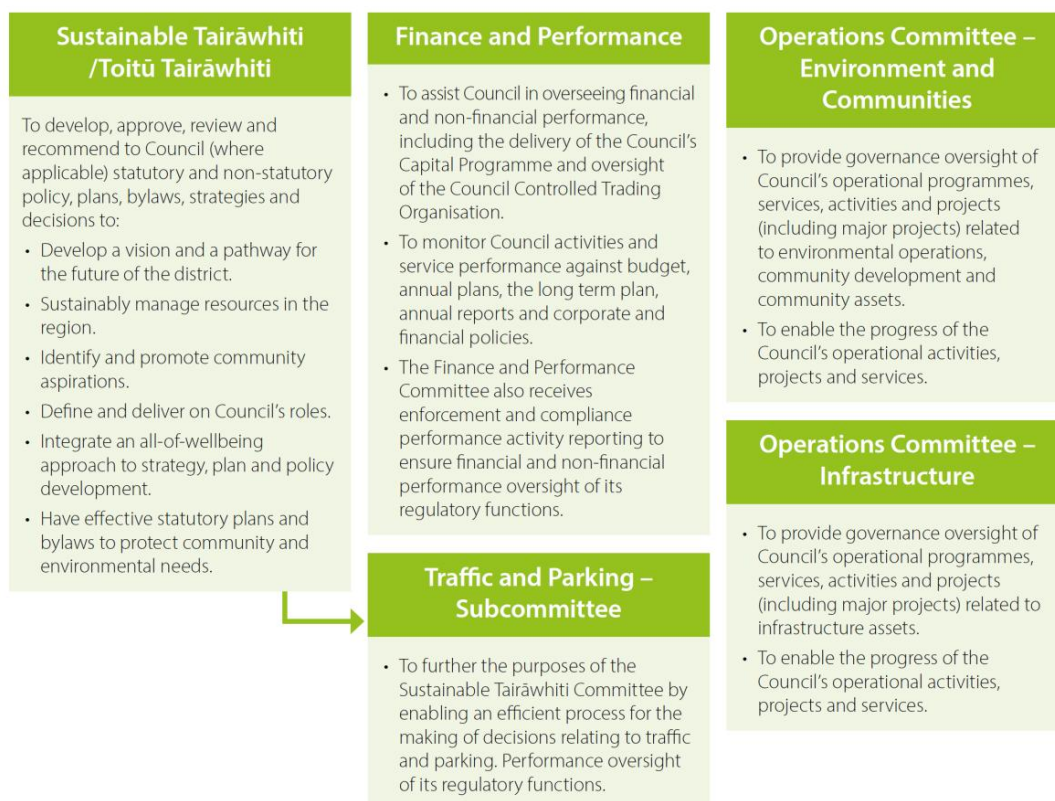 Sustainable Tairāwhiti
/Toitū Tairāwhiti
To develop, approve, review and
recommend to Council (where
applicable) statutory and non-statutory
policy, plans, bylaws, strategies and
decisions to:
• Develop a vision and a pathway for
the future of the district.
• Sustainably manage resources in the
region.
• Identify and promote community
aspirations.
• Define and deliver on Council’s roles.
• Integrate an all-of-wellbeing
approach to strategy, plan and policy
development.
• Have effective statutory plans and
bylaws to protect community and
environmental needs.
Finance and Performance
• To assist Council in overseeing financial
and non-financial performance,
including the delivery of the Council’s
Capital Programme and oversight
of the Council Controlled Trading
Organisation.
• To monitor Council activities and
service performance against budget,
annual plans, the long term plan,
annual reports and corporate and
financial policies.
• The Finance and Performance
Committee also receives
enforcement and compliance
performance activity reporting to
ensure financial and non-financial
performance oversight of its
regulatory functions.
Traffic and Parking –
Subcommittee
• To further the purposes of the
Sustainable Tairāwhiti Committee by
enabling an efficient process for the
making of decisions relating to traffic
and parking. Performance oversight
of its regulatory functions.
Operations Committee –
Environment and
Communities
• To provide governance oversight of
Council’s operational programmes,
services, activities and projects
(including major projects) related
to environmental operations,
community development and
community assets.
• To enable the progress of the
Council’s operational activities,
projects and services.
Operations Committee –
Infrastructure
• To provide governance oversight of
Council’s operational programmes,
services, activities and projects
(including major projects) related to
infrastructure assets.
• To enable the progress of the
Council’s operational activities,
projects and services.